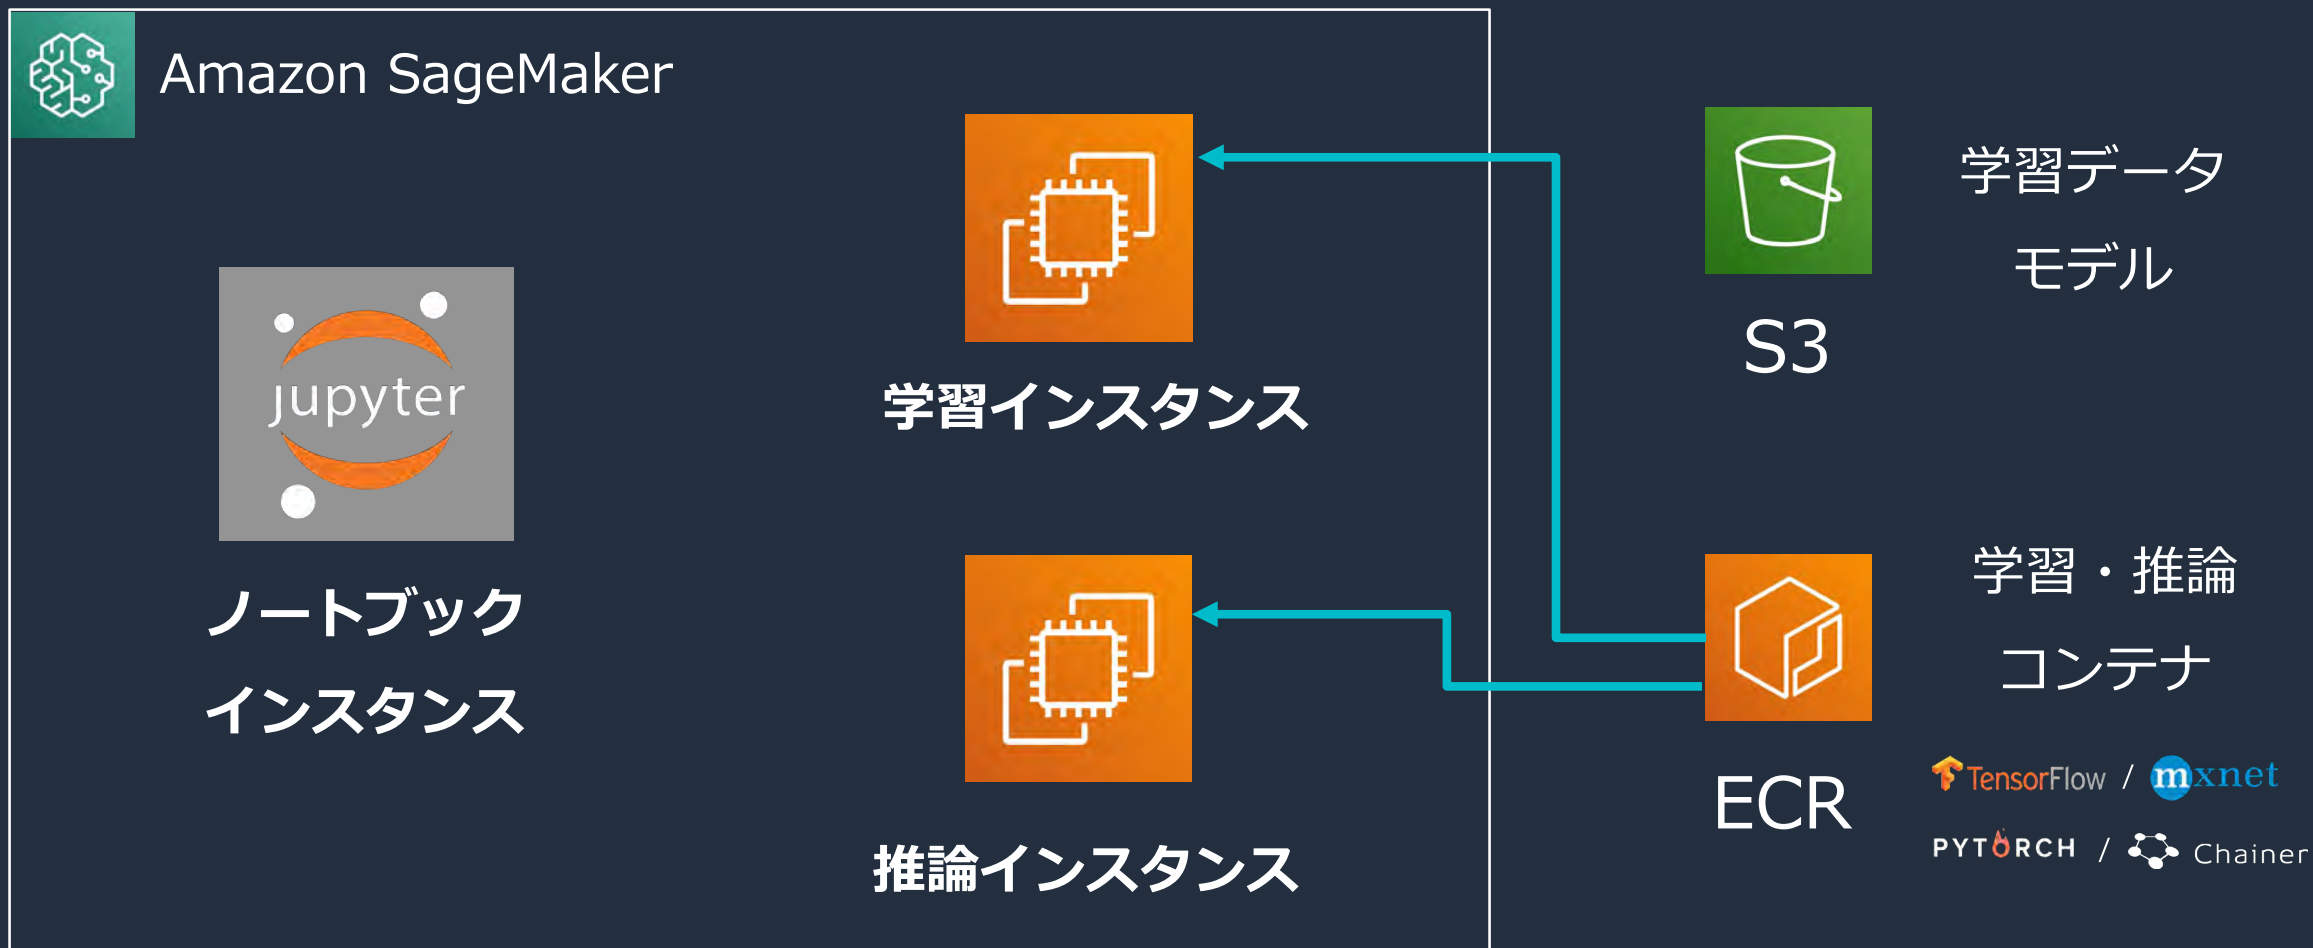 Amazon SageMaker
jupyter
ノートブック
インスタンス
学習インスタンス
推論インスタンス
S3
学習データ
モデル
ECR
学習・推論
コンテナ
TensorFlow / mxnet
PYTORCH / Chainer